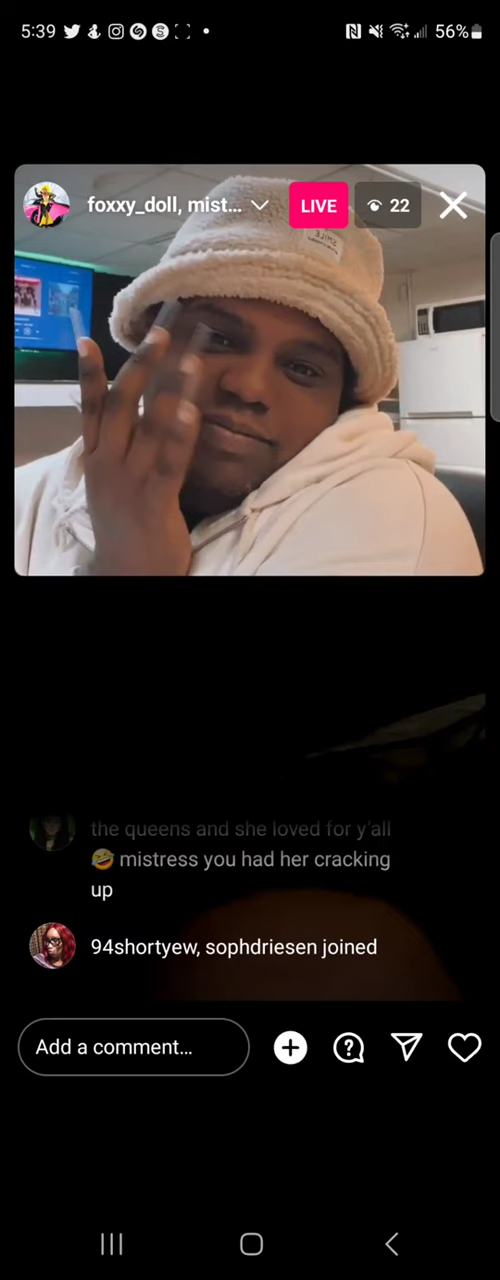 5:39
56%
foxxy_doll, mist...
LIVE
22
the queens and she loved for y'all
🤣 mistress you had her cracking
up
94shortyew, sophdriesen joined
Add a comment...